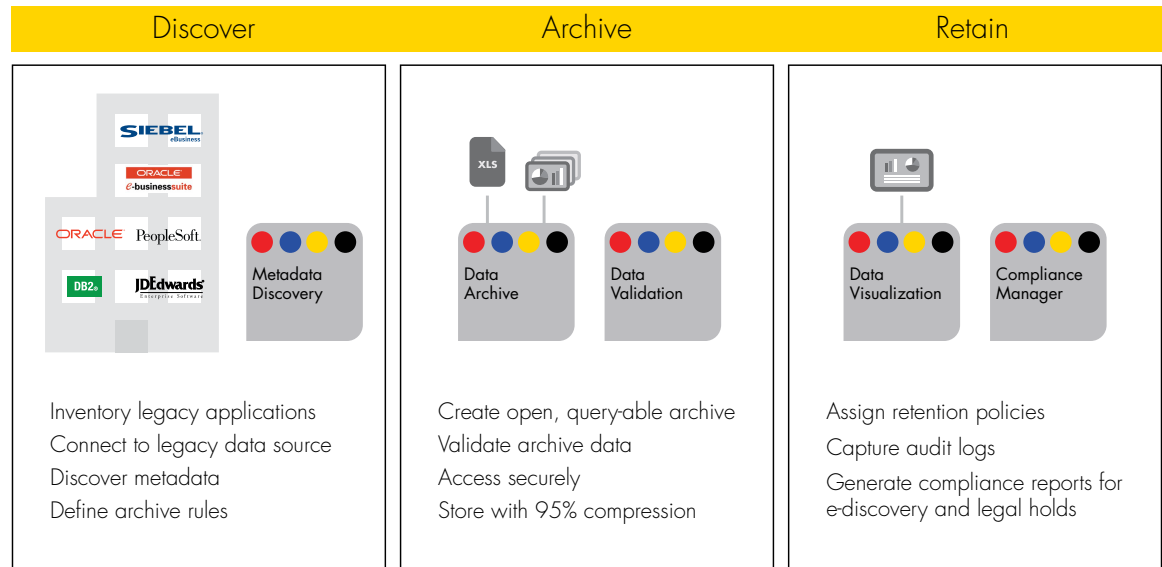 Discover
Archive
Retain
SIEBEL.
eBusiness
ORACLE
e-businesssuite
ORACLE
PeopleSoft.
DB2®
JDEdwards
Enterprise Software
Metadata
Discovery
Inventory legacy applications
Connect to legacy data source
Discover metadata
Define archive rules
XLS
Data
Archive
Data
Validation
Create open, query-able archive
Validate archive data
Access securely
Store with 95% compression
Data
Visualization
Compliance
Manager
Assign retention policies
Capture audit logs
Generate compliance reports for
e-discovery and legal holds